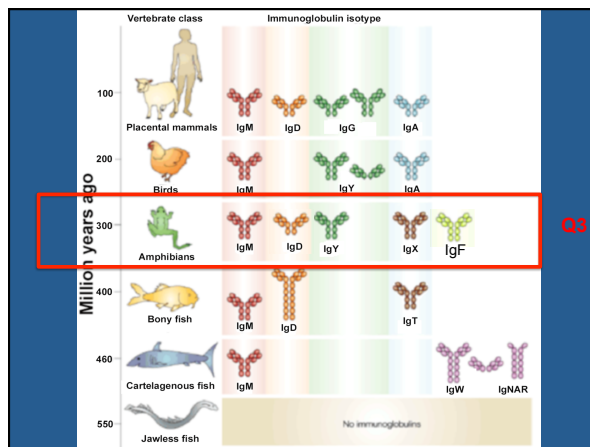 Vertebrate class Immunoglobulin isotype
Million years ago
100
Placental mammals IgM IgD IgG IgA
200
Birds IgM IgY IgA
300
Amphibians IgM IgD IgY IgX IgF
Q3
400
Bony fish IgM IgD IgT
460
Cartelagenous fish IgM IgW IgNAR
550
Jawless fish No immunoglobulins